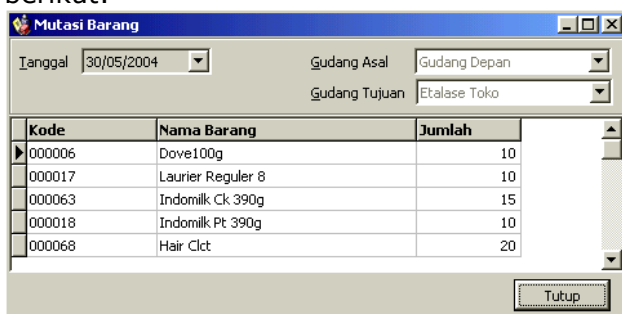 berikut:
Mutasi Barang
Tanggal 30/05/2004 Gudang Asal Gudang Depan
Gudang Tujuan Etalase Toko
Kode Nama Barang Jumlah
000006 Dove100g 10
000017 Laurier Reguler 8 10
000063 Indomilk Ck 390g 15
000018 Indomilk Pt 390g 10
000068 Hair Clct 20
Tutup